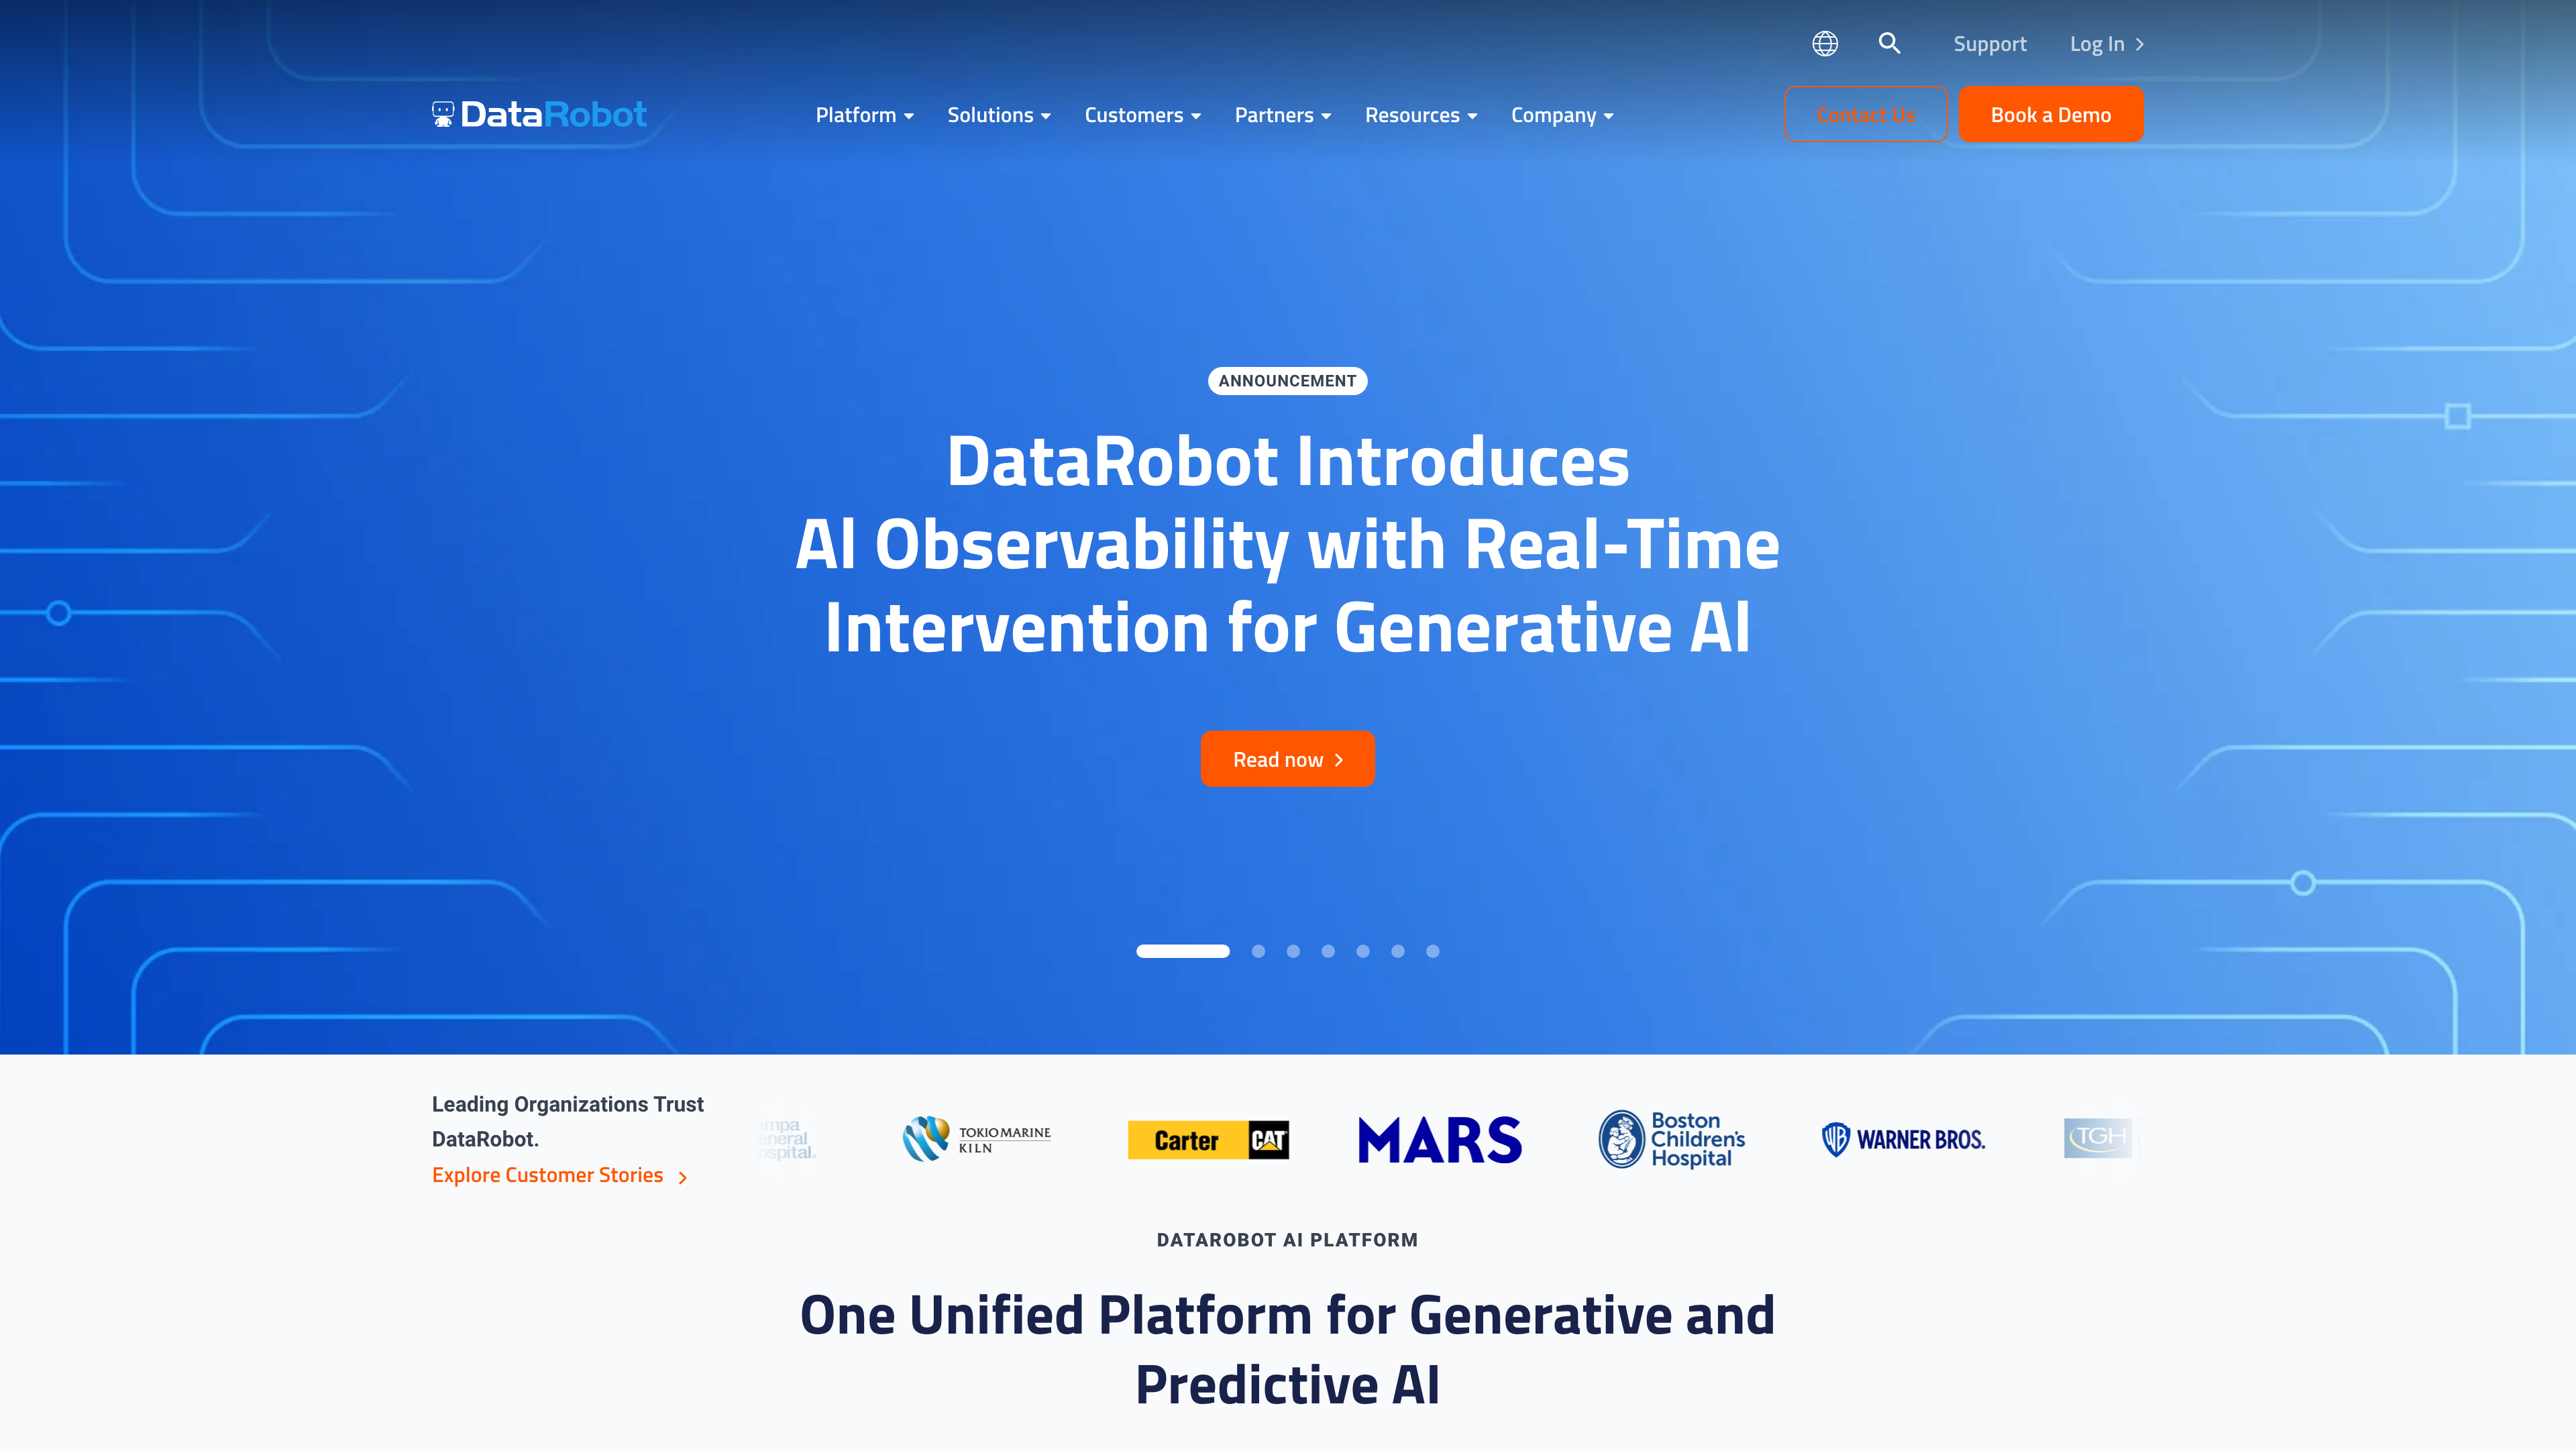 Support
Log In
DataRobot
Platform
Solutions
Customers
Partners
Resources
Company
Contact Us
Book a Demo
ANNOUNCEMENT
DataRobot Introduces
AI Observability with Real-Time
Intervention for Generative AI
Read now
Leading Organizations Trust
DataRobot.
Explore Customer Stories
TOKIO MARINE
KILN
Carter CAT
MARS
Boston
Children's
Hospital
WB WARNER BROS.
TGH
DATAROBOT AI PLATFORM
One Unified Platform for Generative and
Predictive AI